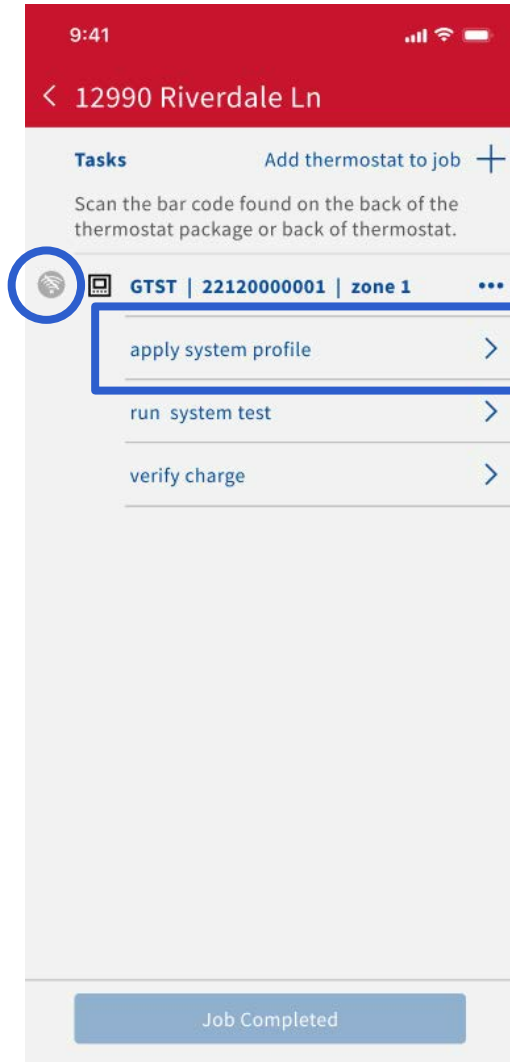 9:41
12990 Riverdale Ln
Tasks Add thermostat to job
Scan the bar code found on the back of the
thermostat package or back of thermostat.
GTST | 22120000001 | zone 1
apply system profile
run system test
verify charge
Job Completed